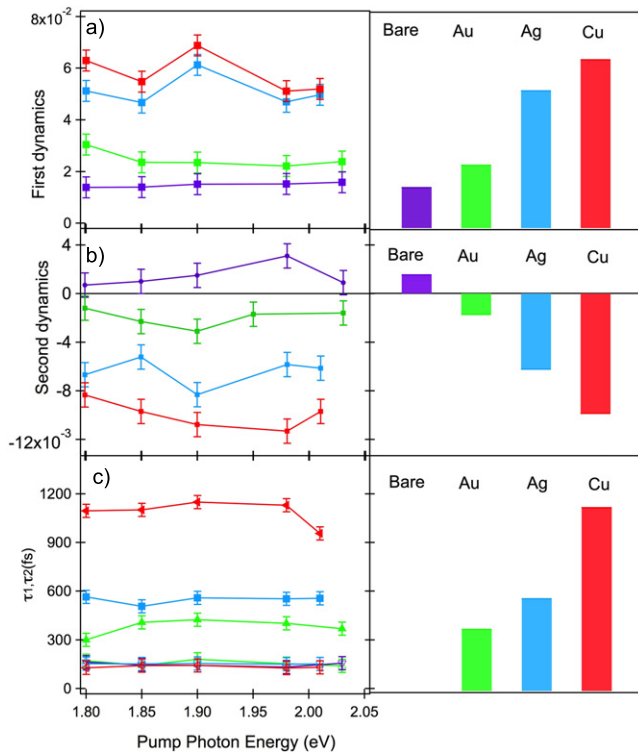 a)
8x10-2
6
4
2
0
First dynamics
Bare
Au
Ag
Cu
b)
4
0
-4
-8
-12x10-3
Second dynamics
Bare
Au
Ag
Cu
c)
1200
900
600
300
0
τ1,τ2(fs)
Bare
Au
Ag
Cu
1.80
1.85
1.90
1.95
2.00
2.05
Pump Photon Energy (eV)